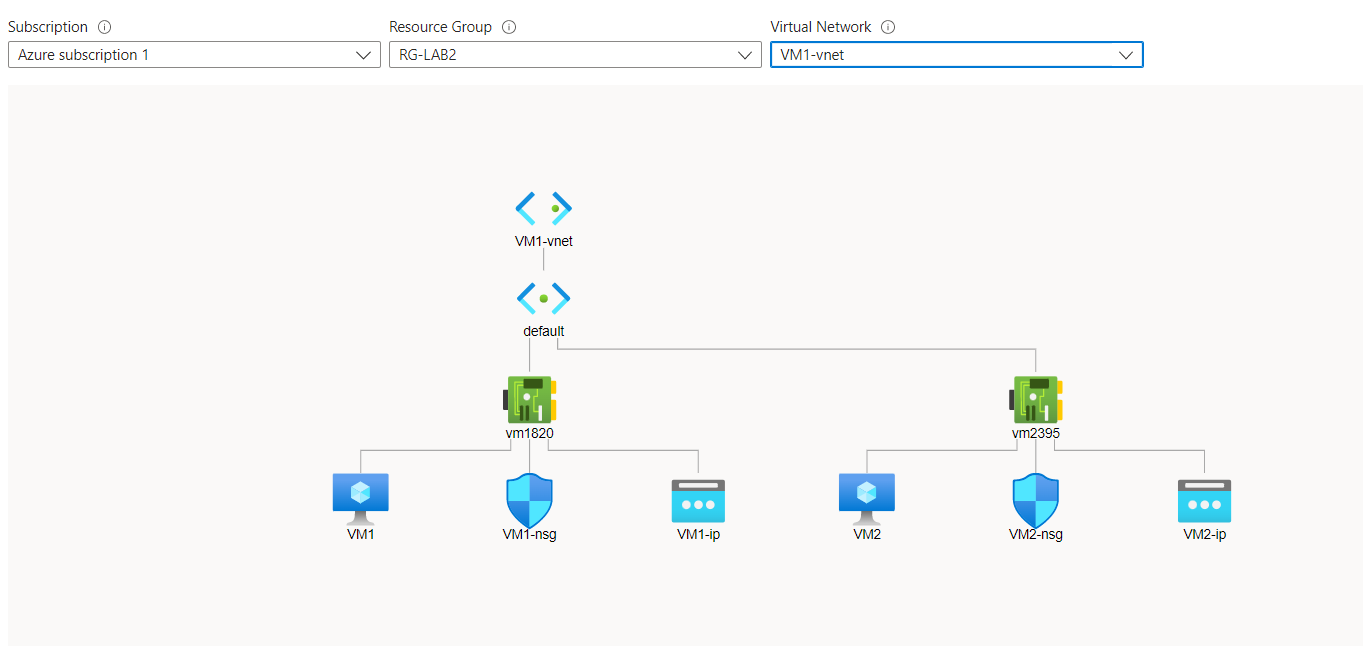 Subscription
Resource Group
Virtual Network
Azure subscription 1
RG-LAB2
VM1-vnet
VM1-vnet
default
vm1820
vm2395
VM1
VM1-nsg
VM1-ip
VM2
VM2-nsg
VM2-ip